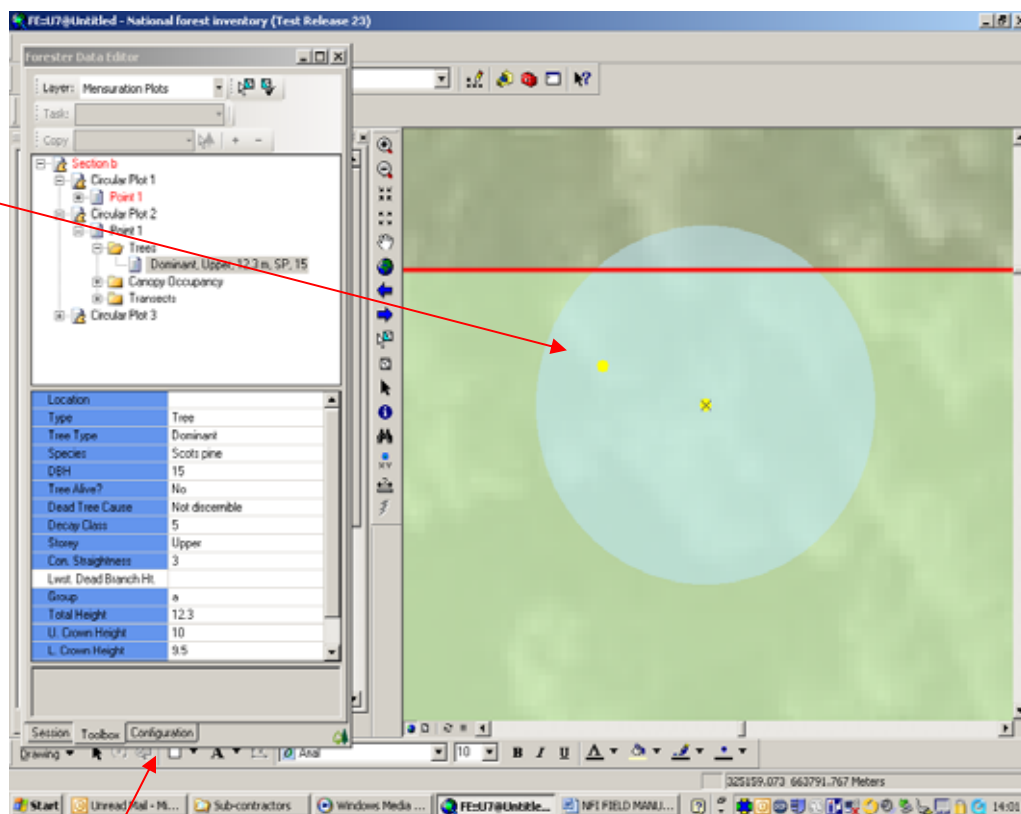 FE:U7@Untitled - National forest inventory (Test Release 23)
Forester Data Editor
Layer: Mensuration Plots
Task:
Copy
Section b
Circular Plot 1
Point 1
Circular Plot 2
Point 1
Trees
Dominant, Upper, 12.3 m, SP, 15
Canopy Occupancy
Transects
Circular Plot 3
Location
Type Tree
Tree Type Dominant
Species Scots pine
DBH 15
Tree Alive? No
Dead Tree Cause Not discernible
Decay Class 5
Storey Upper
Con. Straightness 3
Lwst. Dead Branch Ht.
Group a
Total Height 12.3
U. Crown Height 10
L. Crown Height 9.5
XY
Session Toolbox Configuration
Drawing A Arial 10 B I U A
325159.073 663791.767 Meters
Start Unread Mail - Mi... Sub-contractors Windows Media ... FE:U7@Untitle... NFI FIELD MANU... 14:01